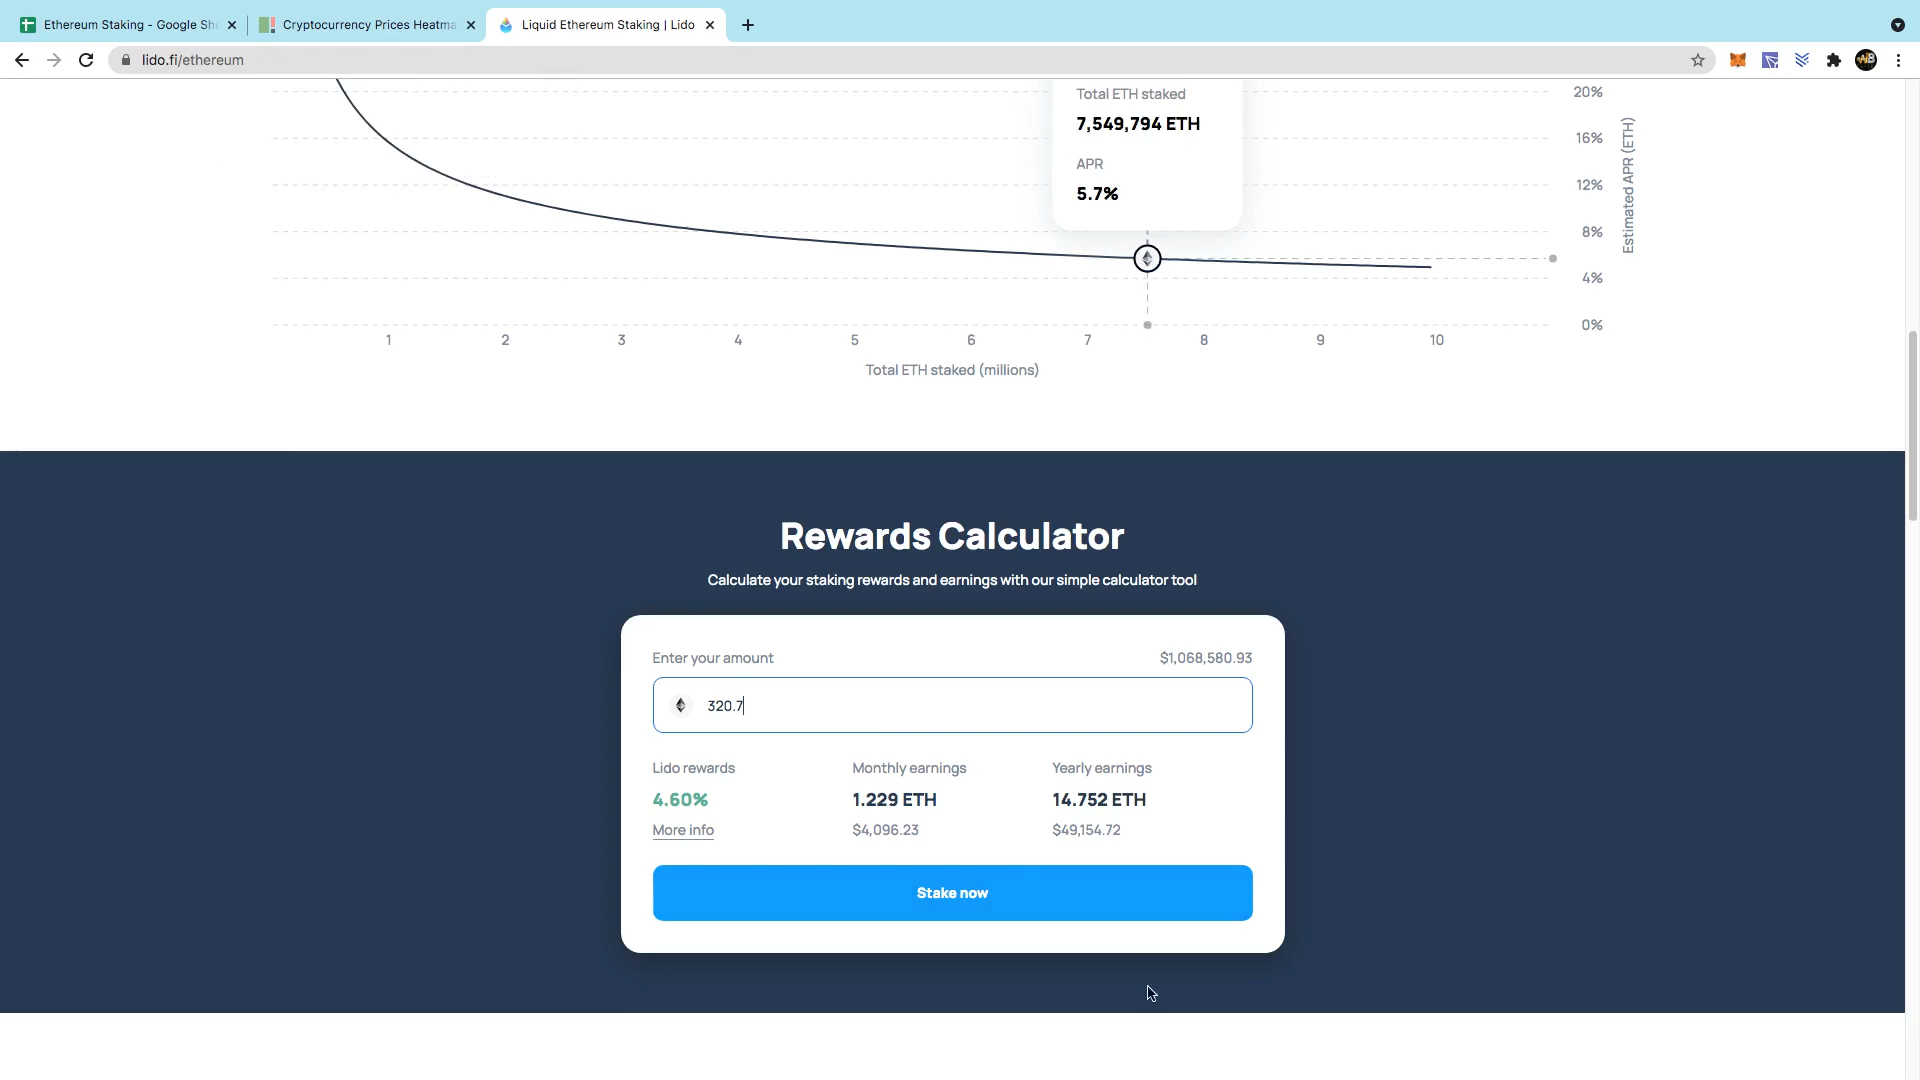 Ethereum Staking - Google She
Cryptocurrency Prices Heatma
Liquid Ethereum Staking | Lido
lido.fi/ethereum
Total ETH staked
7,549,794 ETH
APR
5.7%
20%
16%
12%
8%
4%
0%
Estimated APR (ETH)
1 2 3 4 5 6 7 8 9 10
Total ETH staked (millions)
Rewards Calculator
Calculate your staking rewards and earnings with our simple calculator tool
Enter your amount $1,068,580.93
320.7
Lido rewards Monthly earnings Yearly earnings
4.60% 1.229 ETH 14.752 ETH
More info $4,096.23 $49,154.72
Stake now